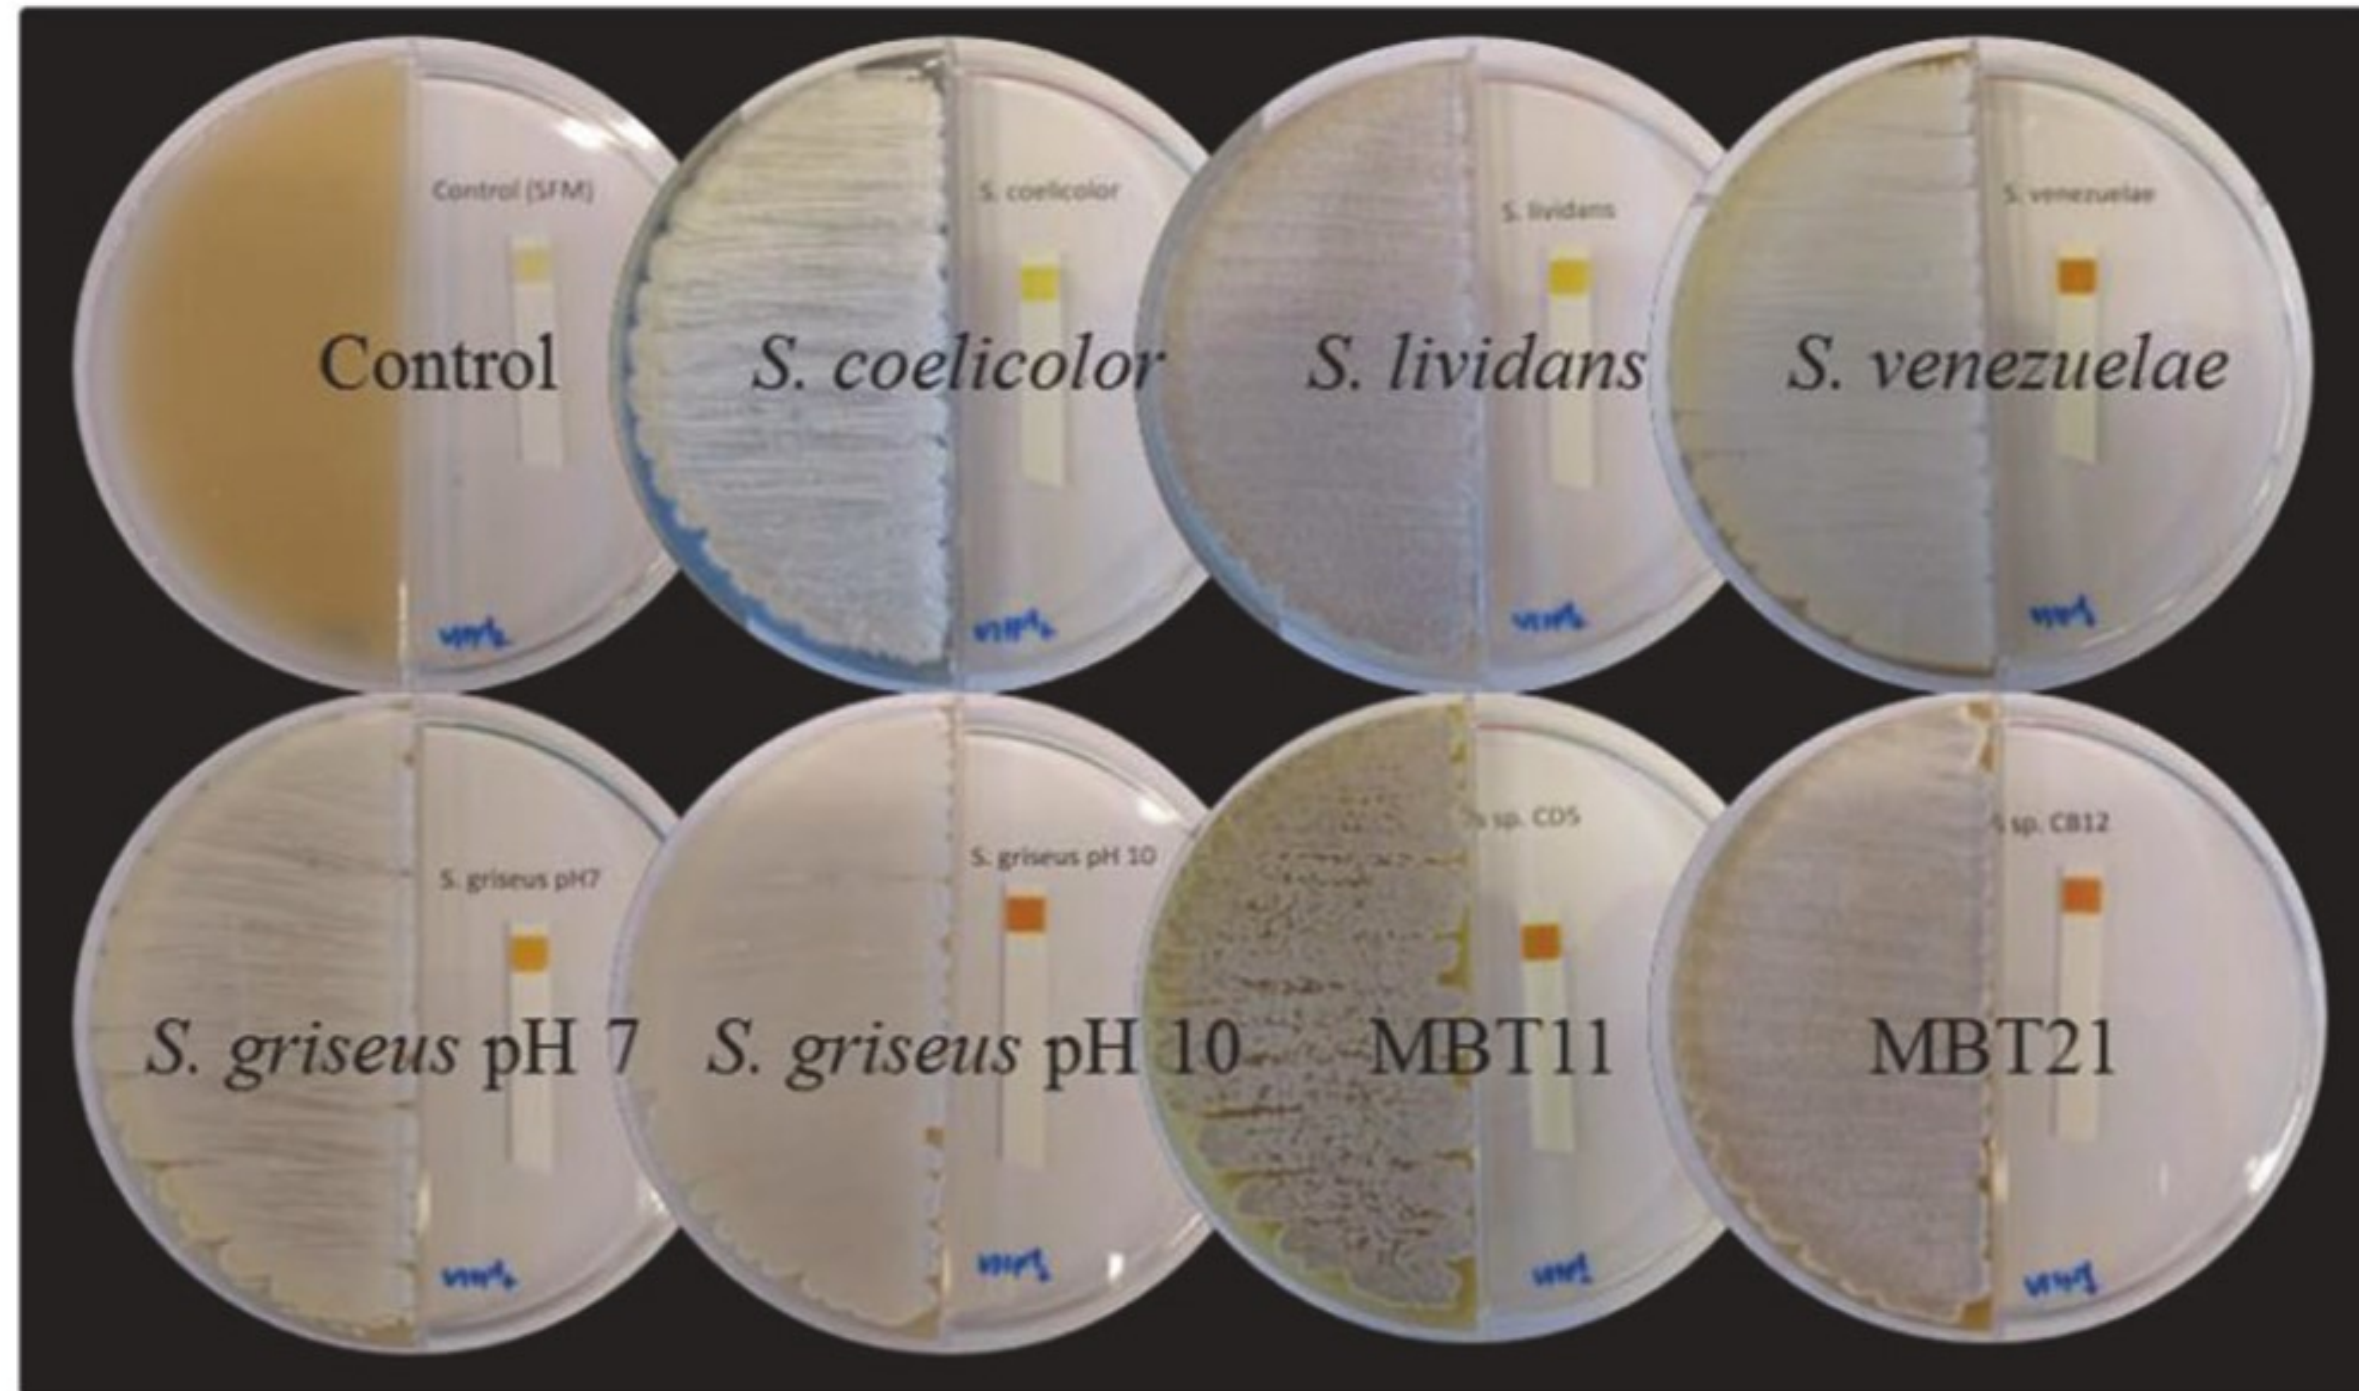 Control (SFM)
Control
S. coelicolor
S. coelicolor
S. lividans
S. lividans
S. venezuelae
S. venezuelae
S. griseus pH7
S. griseus pH 7
S. griseus pH 10
S. griseus pH 10
s sp. CD5
MBT11
sp. CB12
MBT21